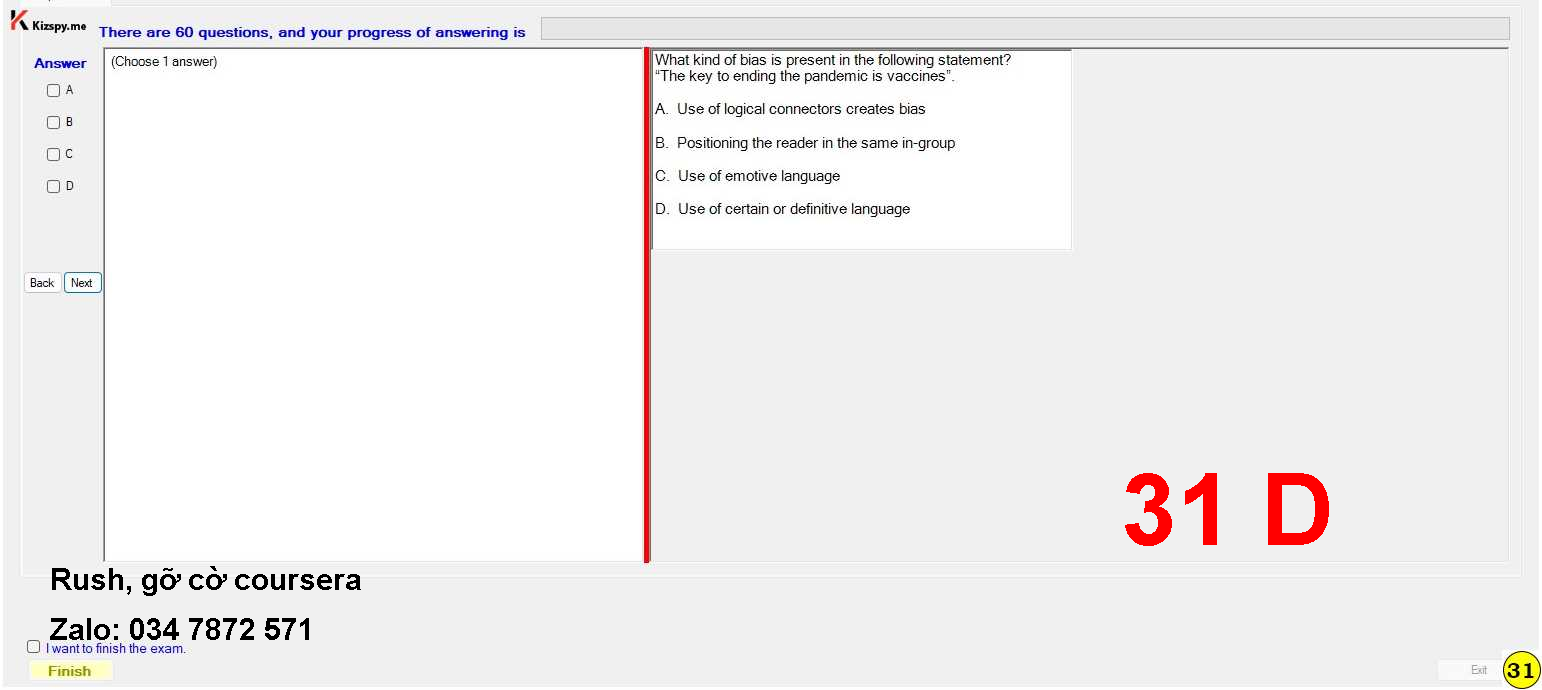 Kizspy.me
There are 60 questions, and your progress of answering is
Answer
A
B
C
D
Back
Next
(Choose 1 answer)
What kind of bias is present in the following statement?
“The key to ending the pandemic is vaccines”.
A. Use of logical connectors creates bias
B. Positioning the reader in the same in-group
C. Use of emotive language
D. Use of certain or definitive language
31 D
Rush, gỡ cờ coursera
Zalo: 034 7872 571
I want to finish the exam.
Finish
Exit
31